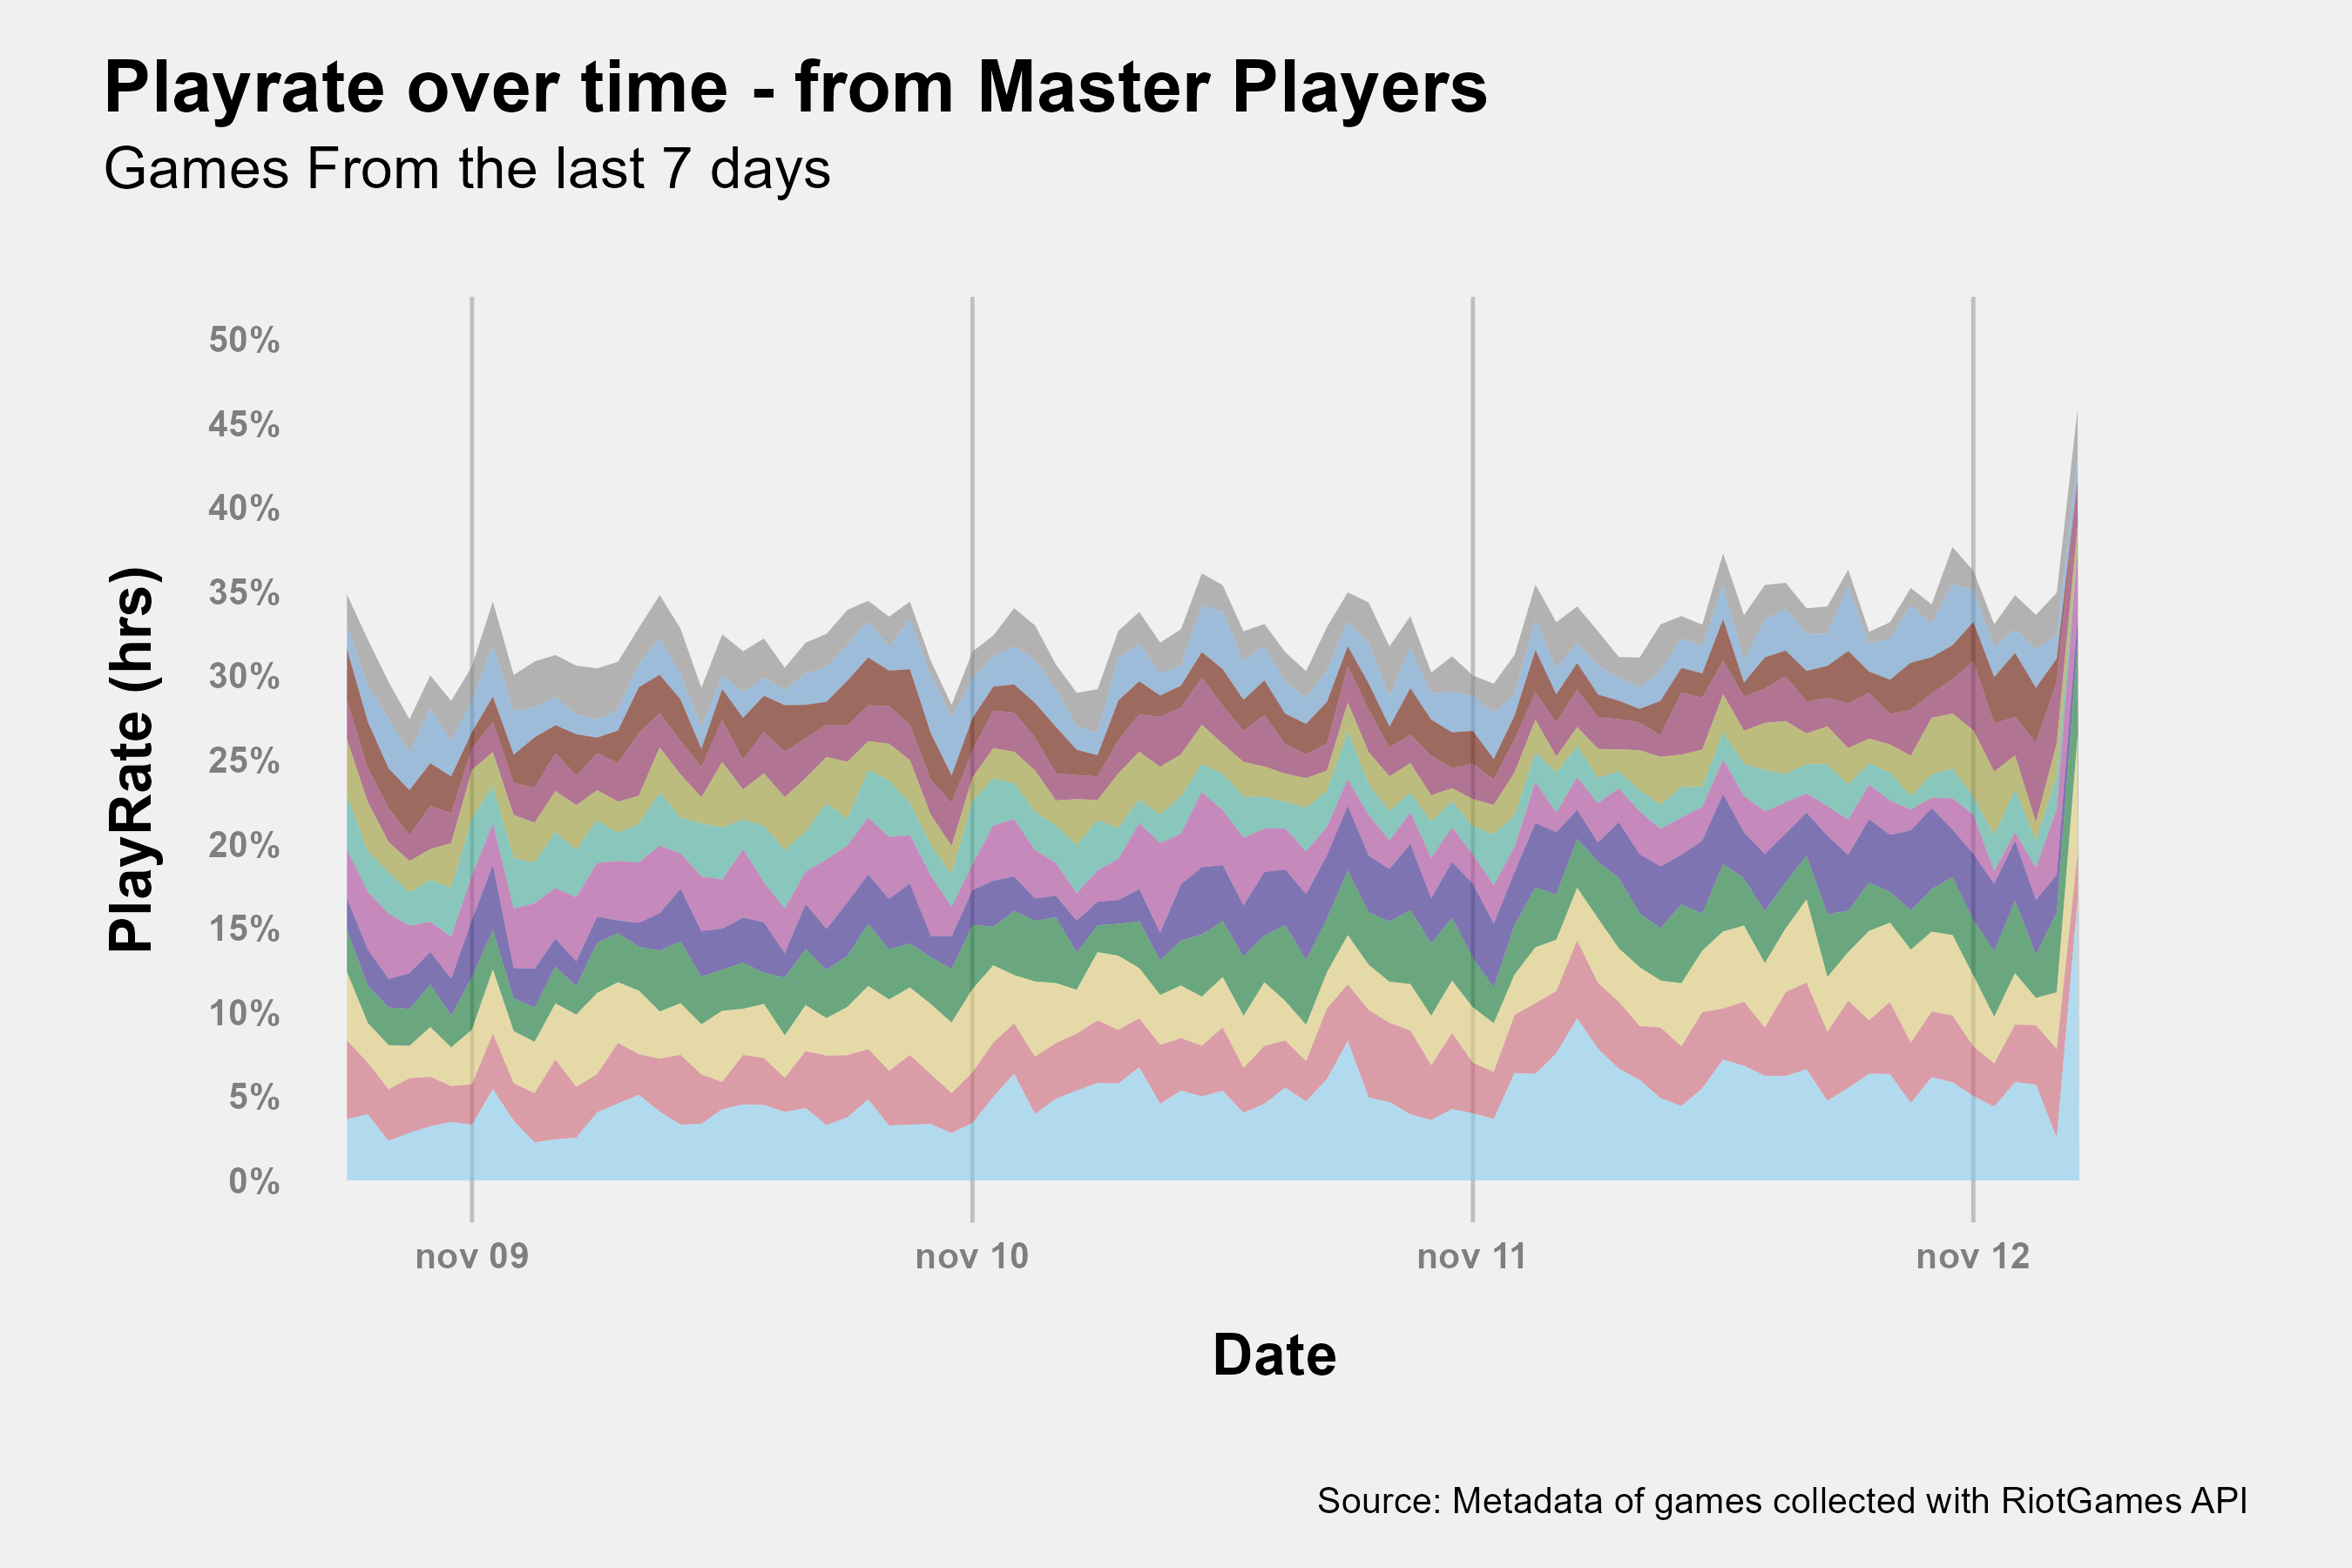 Playrate over time - from Master Players
Games From the last 7 days
PlayRate (hrs)
50%
45%
40%
35%
30%
25%
20%
15%
10%
5%
0%
nov 09 nov 10 nov 11 nov 12
Date
Source: Metadata of games collected with RiotGames API